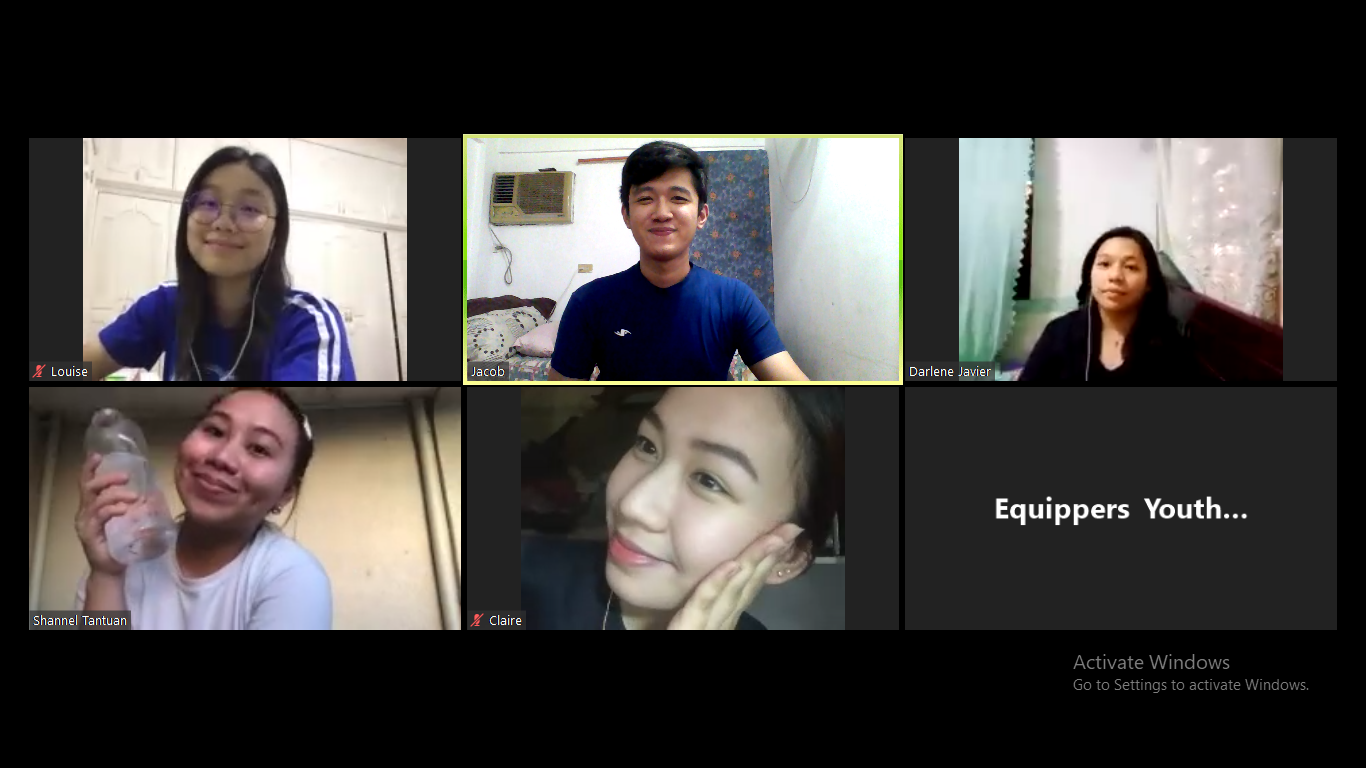 Louise
Jacob
Darlene Javier
Shannel Tantuan
Claire
Equippers Youth...
Activate Windows
Go to Settings to activate Windows.